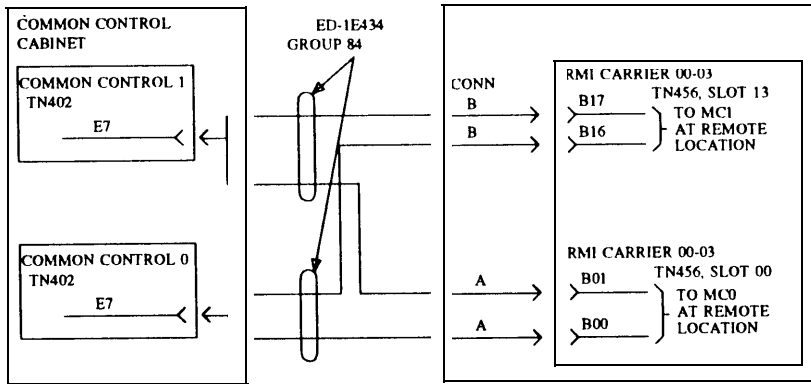 COMMON CONTROL
CABINET
COMMON CONTROL 1
TN402
E7
COMMON CONTROL 0
TN402
E7
ED-1E434
GROUP 84
CONN
B
B
A
A
RMI CARRIER 00-03
TN456, SLOT 13
B17
B16
TO MC1
AT REMOTE
LOCATION
RMI CARRIER 00-03
TN456, SLOT 00
B01
B00
TO MC0
AT REMOTE
LOCATION